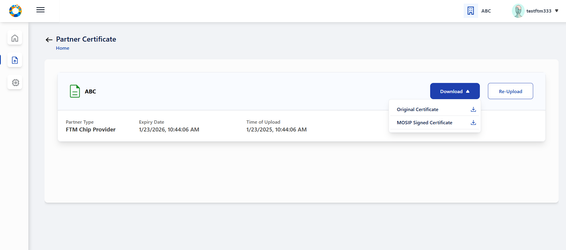 ABC
testftm333
Partner Certificate
Home
ABC
Download
Re-Upload
Original Certificate
MOSIP Signed Certificate
Partner Type
Expiry Date
Time of Upload
FTM Chip Provider
1/23/2026, 10:44:06 AM
1/23/2025, 10:44:06 AM